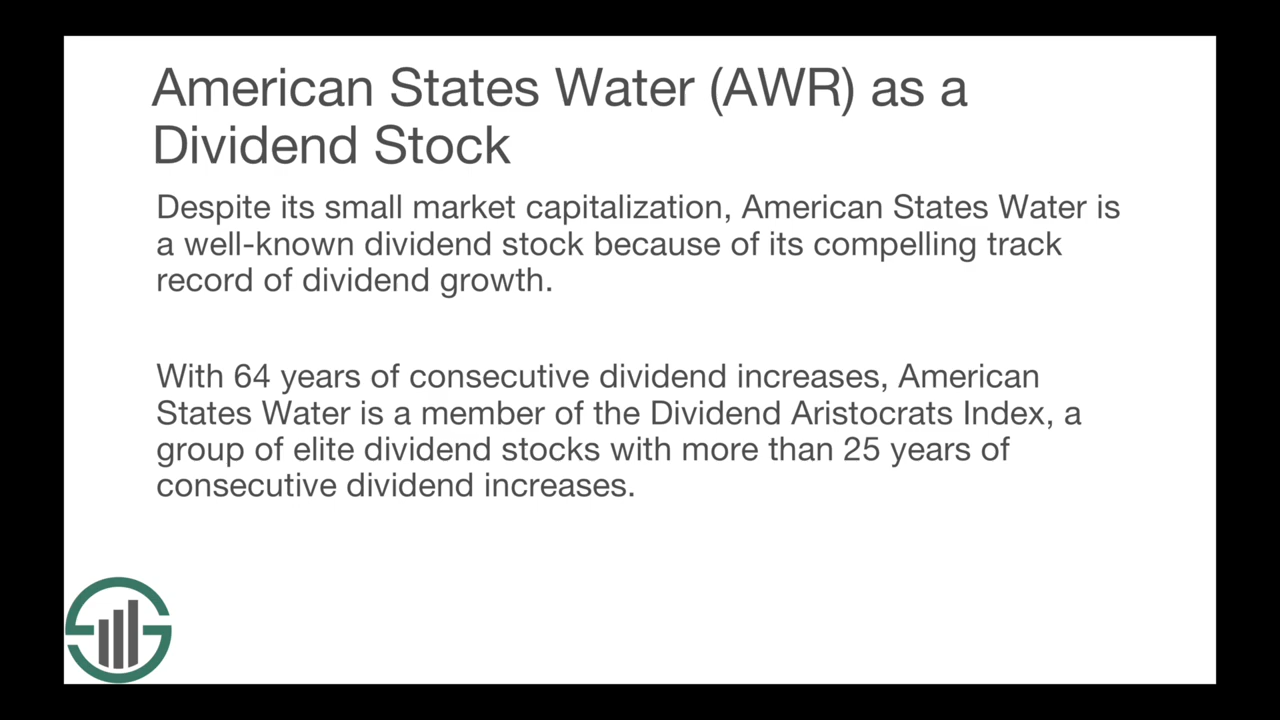 American States Water (AWR) as a
Dividend Stock
Despite its small market capitalization, American States Water is
a well-known dividend stock because of its compelling track
record of dividend growth.
With 64 years of consecutive dividend increases, American
States Water is a member of the Dividend Aristocrats Index, a
group of elite dividend stocks with more than 25 years of
consecutive dividend increases.